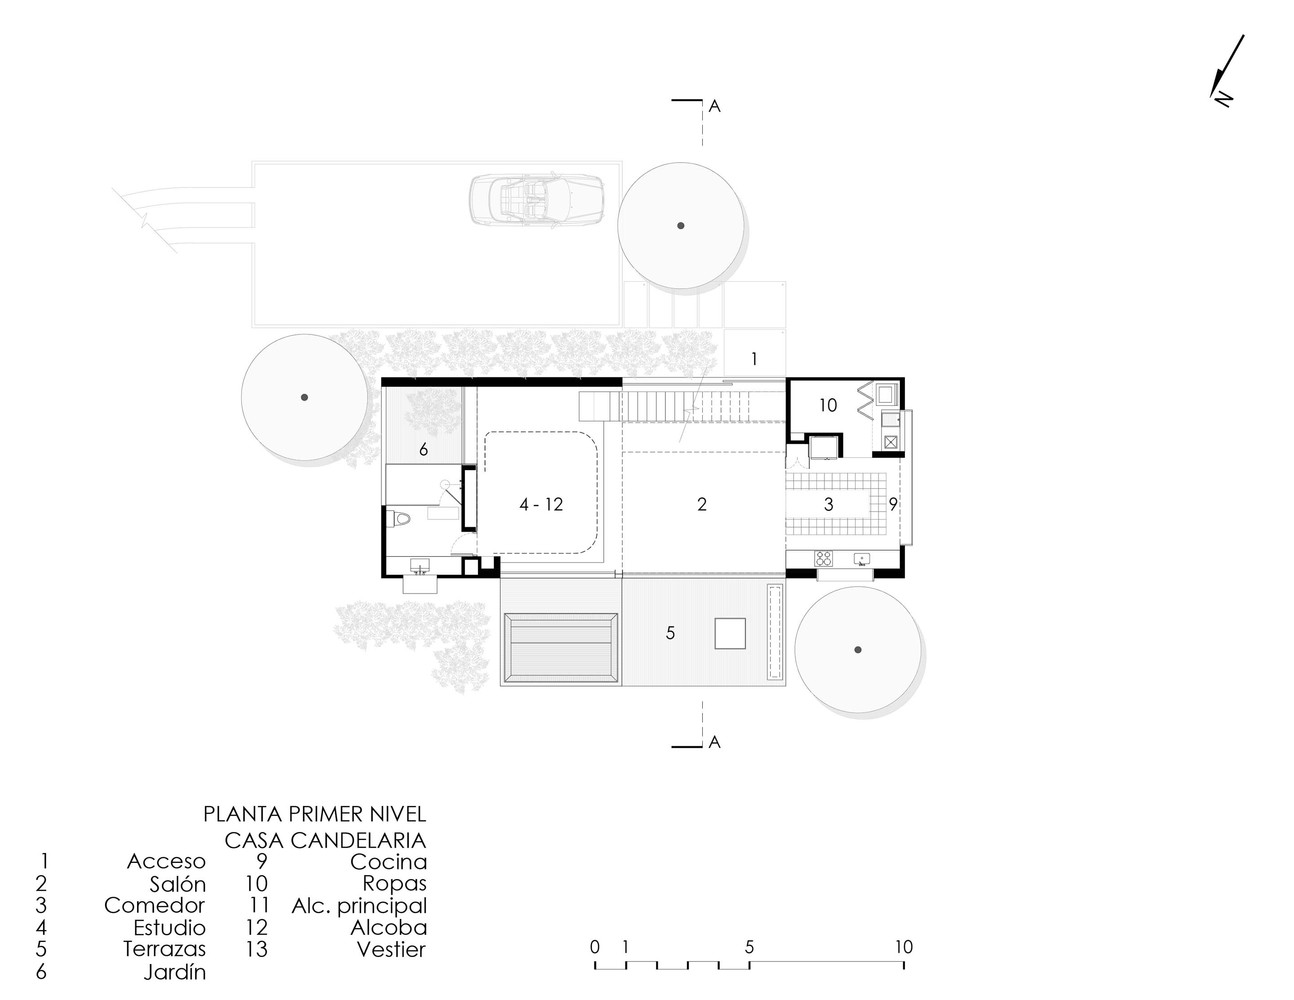 N
A
1
10
6
4 - 12
2
3
9
5
A
PLANTA PRIMER NIVEL
CASA CANDELARIA
1 Acceso 9 Cocina
2 Salón 10 Ropas
3 Comedor 11 Alc. principal
4 Estudio 12 Alcoba
5 Terrazas 13 Vestier
6 Jardín
0 1 5 10